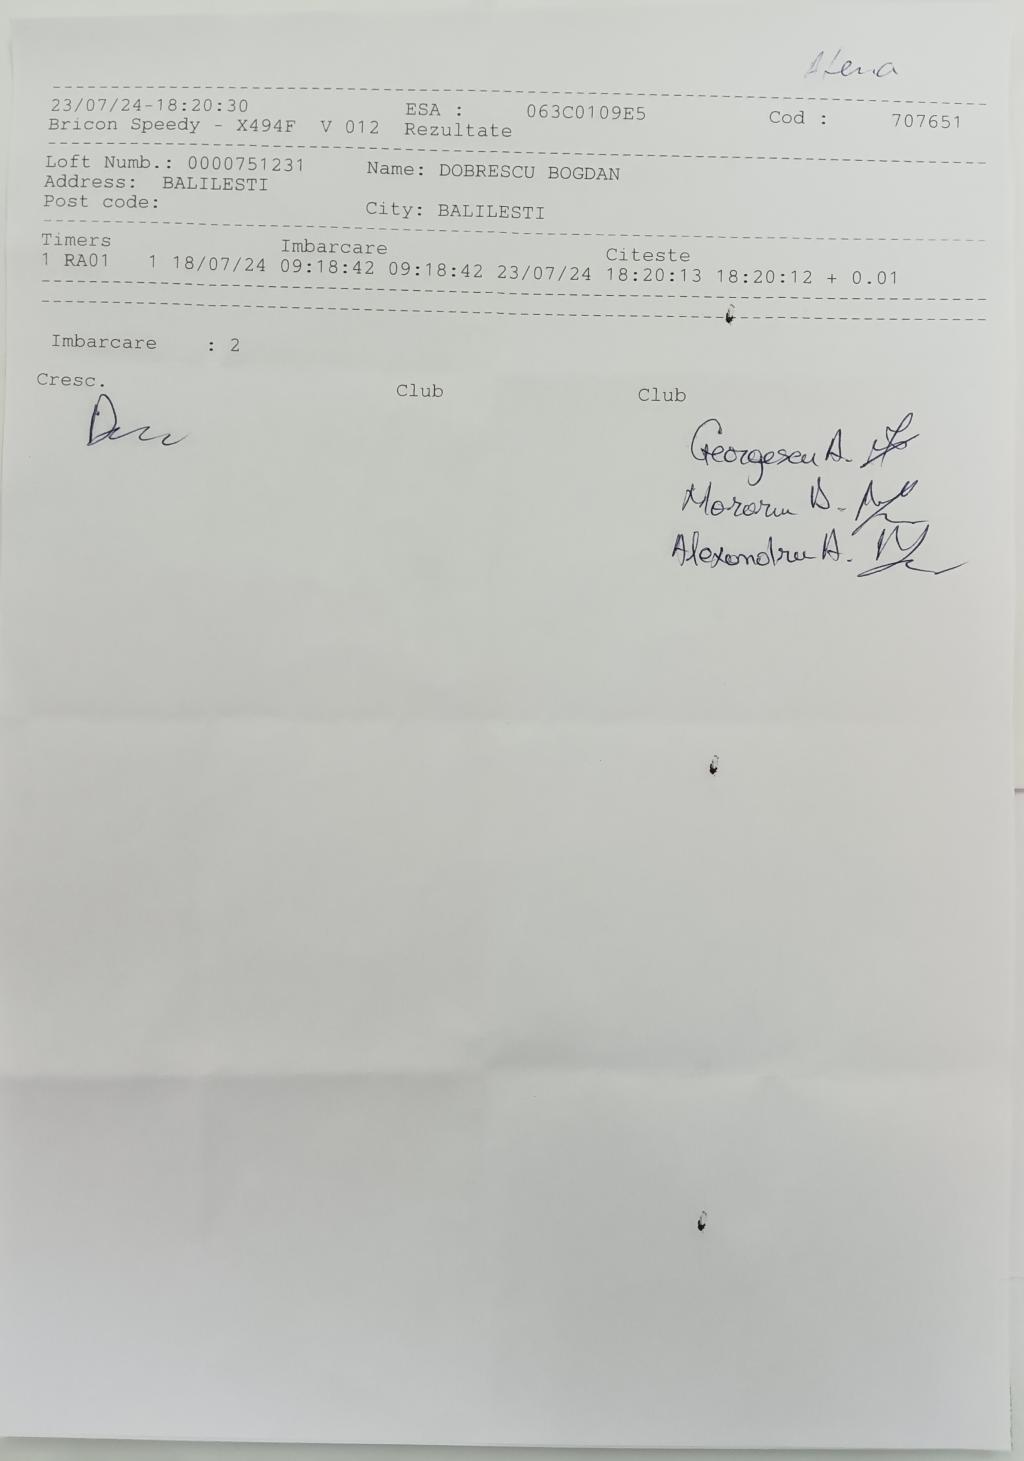 Atena
--------------------------------------------------------------------------------
23/07/24-18:20:30 ESA : 063C0109E5 Cod : 707651
Bricon Speedy - X494F V 012 Rezultate
--------------------------------------------------------------------------------
Loft Numb.: 0000751231 Name: DOBRESCU BOGDAN
Address: BALILESTI
Post code: City: BALILESTI
--------------------------------------------------------------------------------
Timers Imbarcare Citeste
1 RA01 1 18/07/24 09:18:42 09:18:42 23/07/24 18:20:13 18:20:12 + 0.01
--------------------------------------------------------------------------------
--------------------------------------------------------------------------------
Imbarcare : 2
Cresc. Club Club
Georgescu A.
Moraru D.
Alexandru A.